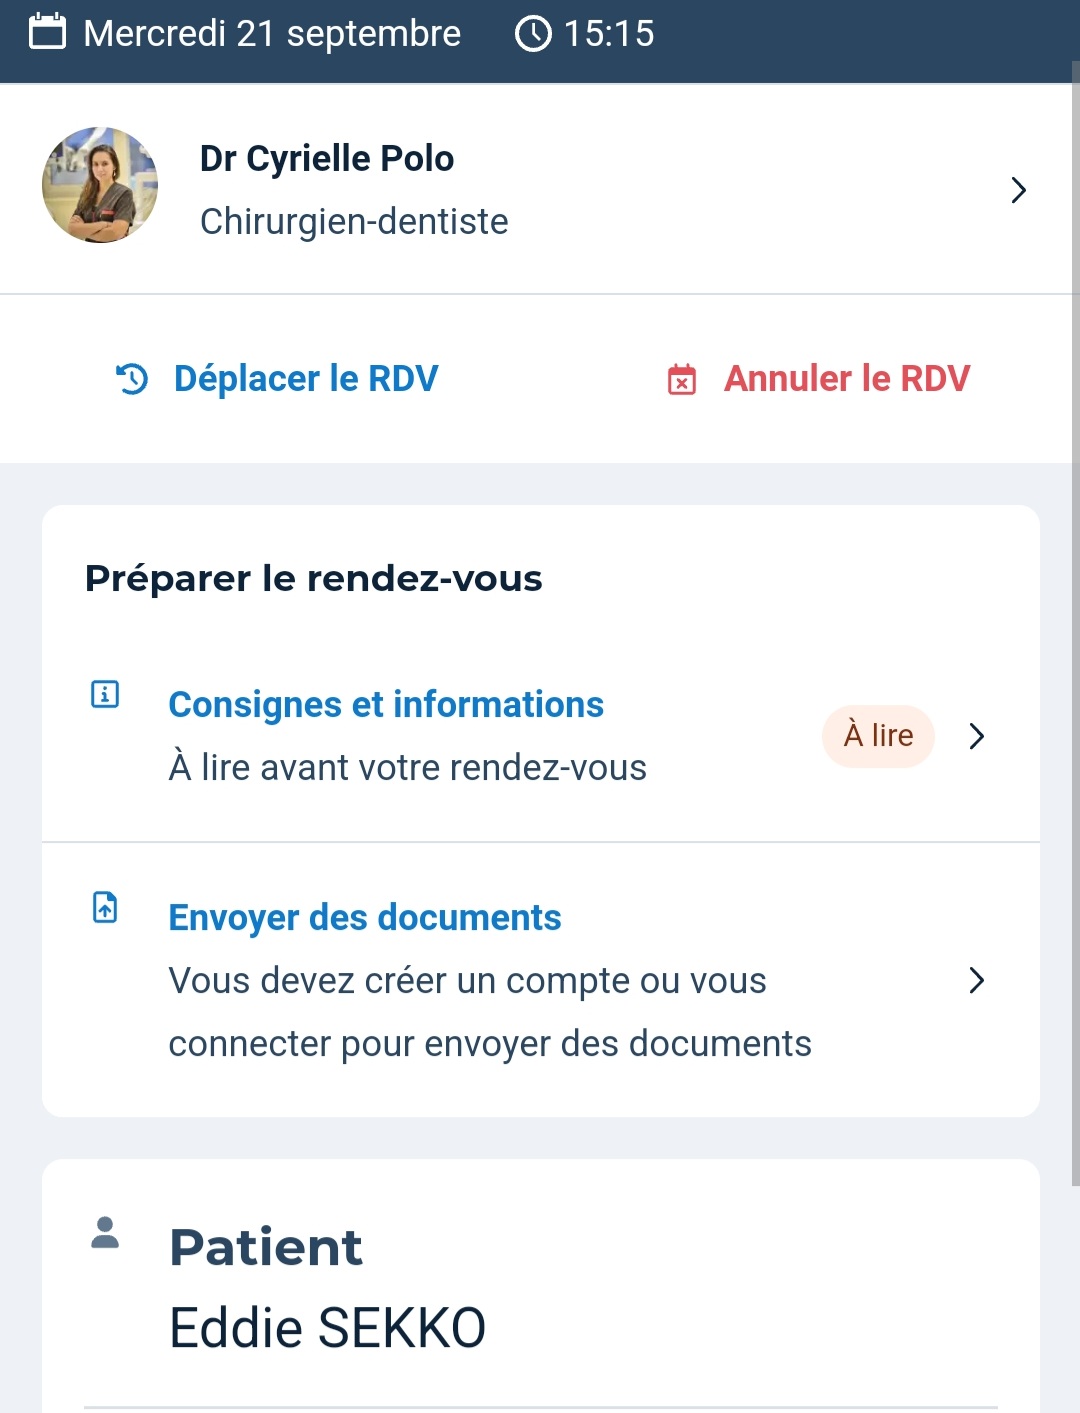 Mercredi 21 septembre 15:15
Dr Cyrielle Polo
Chirurgien-dentiste
Déplacer le RDV
Annuler le RDV
Préparer le rendez-vous
Consignes et informations
À lire avant votre rendez-vous
À lire
Envoyer des documents
Vous devez créer un compte ou vous
connecter pour envoyer des documents
Patient
Eddie SEKKO